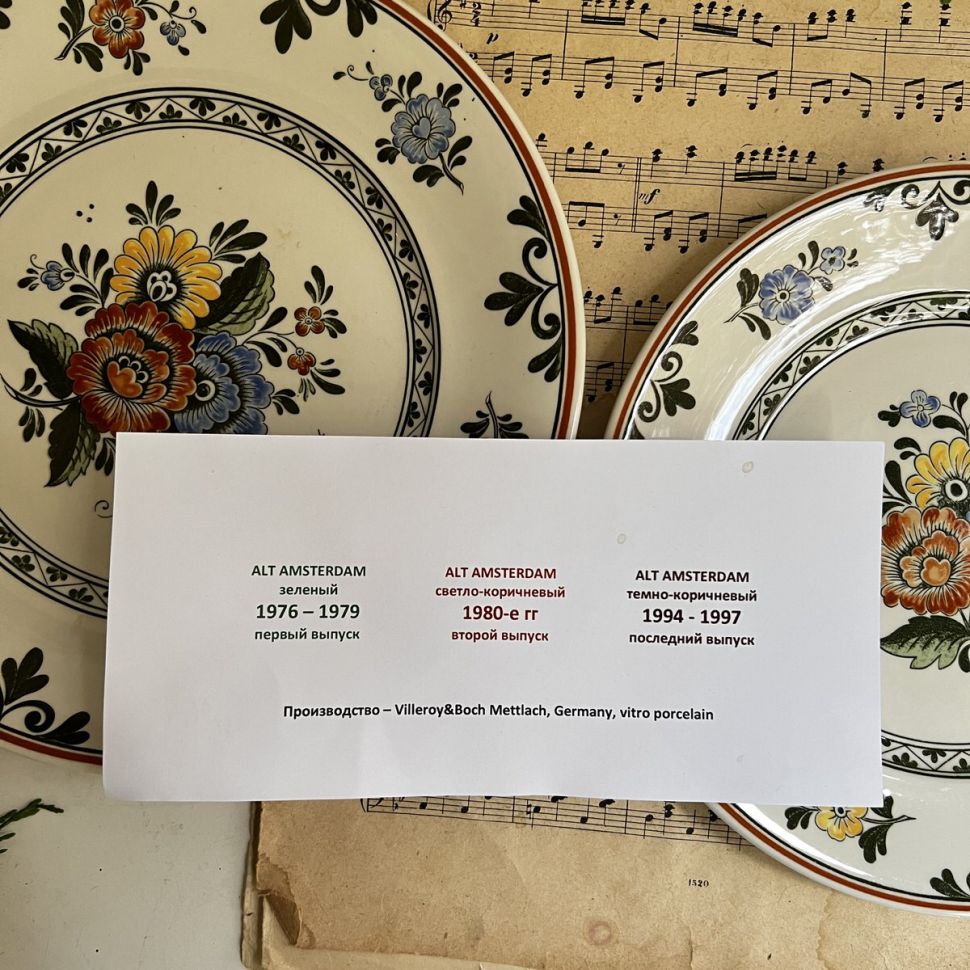 mf
ALT AMSTERDAM
зеленый
1976 – 1979
первый выпуск
ALT AMSTERDAM
светло-коричневый
1980-е гг
второй выпуск
ALT AMSTERDAM
темно-коричневый
1994 - 1997
последний выпуск
Производство – Villeroy&Boch Mettlach, Germany, vitro porcelain
1520